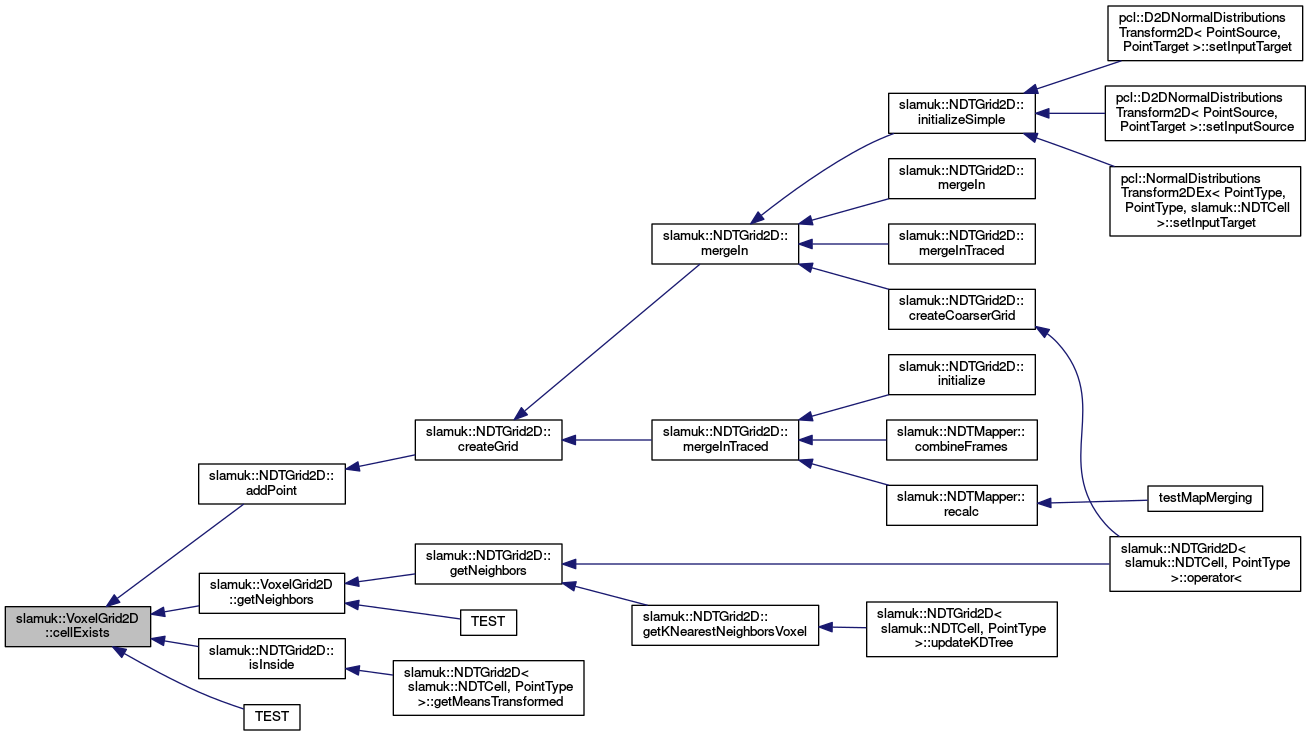 pcl::D2DNormalDistributions
Transform2D< PointSource,
PointTarget >::setInputTarget
pcl::D2DNormalDistributions
Transform2D< PointSource,
PointTarget >::setInputSource
slamuk::NDTGrid2D::
initializeSimple
pcl::NormalDistributions
Transform2DEx< PointType,
PointType, slamuk::NDTCell
>::setInputTarget
slamuk::NDTGrid2D::
mergeIn
slamuk::NDTGrid2D::
mergeIn
slamuk::NDTGrid2D::
mergeInTraced
slamuk::NDTGrid2D::
createCoarserGrid
slamuk::NDTGrid2D::
initialize
slamuk::NDTGrid2D::
createGrid
slamuk::NDTGrid2D::
mergeInTraced
slamuk::NDTMapper::
combineFrames
slamuk::NDTGrid2D::
addPoint
slamuk::NDTMapper::
recalc
testMapMerging
slamuk::NDTGrid2D::
getNeighbors
slamuk::NDTGrid2D<
slamuk::NDTCell, PointType
>::operator<
slamuk::VoxelGrid2D
::getNeighbors
slamuk::VoxelGrid2D
::cellExists
TEST
slamuk::NDTGrid2D::
getKNearestNeighborsVoxel
slamuk::NDTGrid2D<
slamuk::NDTCell, PointType
>::updateKDTree
slamuk::NDTGrid2D::
isInside
slamuk::NDTGrid2D<
slamuk::NDTCell, PointType
>::getMeansTransformed
TEST